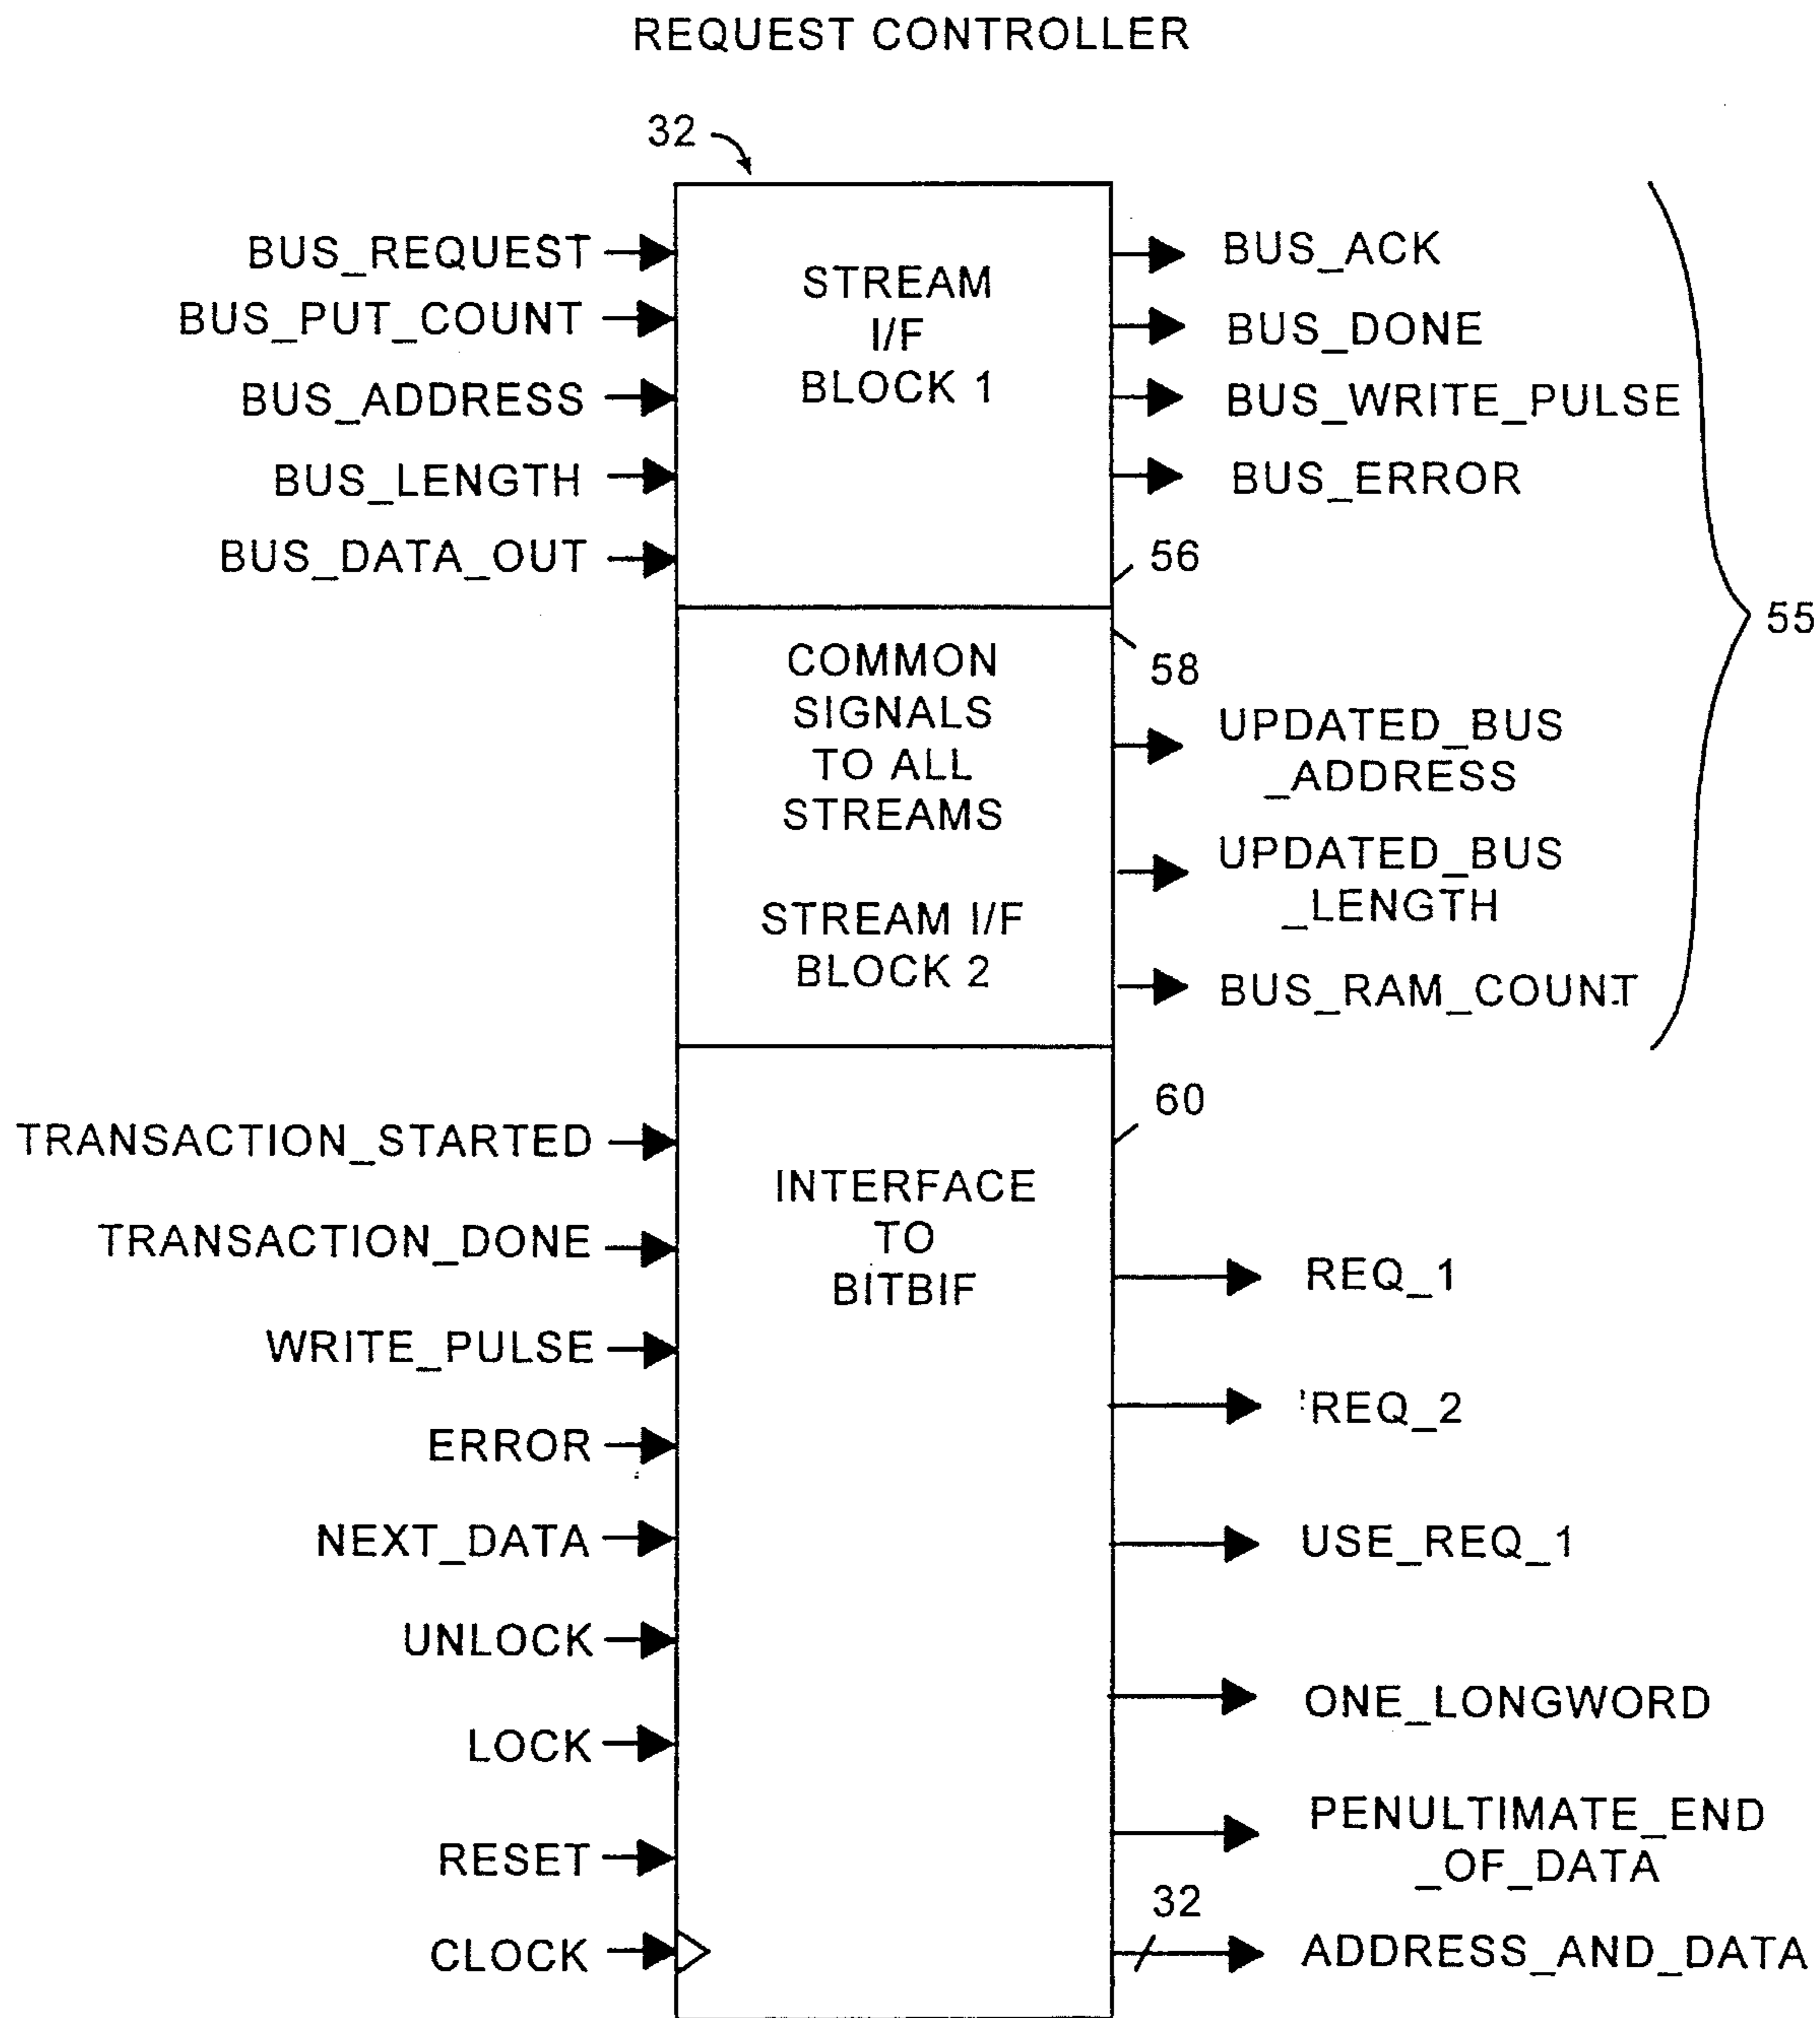 REQUEST CONTROLLER
32
BUS_REQUEST
BUS_PUT_COUNT
BUS_ADDRESS
BUS_LENGTH
BUS_DATA_OUT
STREAM
I/F
BLOCK 1
BUS_ACK
BUS_DONE
BUS_WRITE_PULSE
BUS_ERROR
56
55
COMMON
SIGNALS
TO ALL
STREAMS
STREAM I/F
BLOCK 2
58
UPDATED_BUS
_ADDRESS
UPDATED_BUS
_LENGTH
BUS_RAM_COUNT
60
TRANSACTION_STARTED
TRANSACTION_DONE
WRITE_PULSE
ERROR
NEXT_DATA
UNLOCK
LOCK
RESET
CLOCK
INTERFACE
TO
BITBIF
REQ_1
REQ_2
USE_REQ_1
ONE_LONGWORD
PENULTIMATE_END
_OF_DATA
32
ADDRESS_AND_DATA